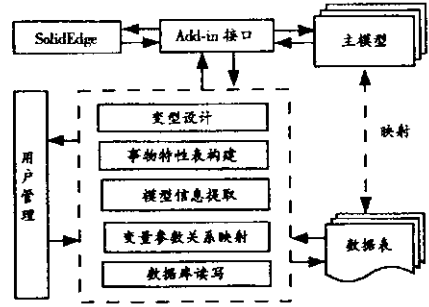 SolidEdge
Add-in 接口
主模型
变型设计
事物特性表构建
模型信息提取
变量参数关系映射
数据库读写
用户管理
映射
数据表